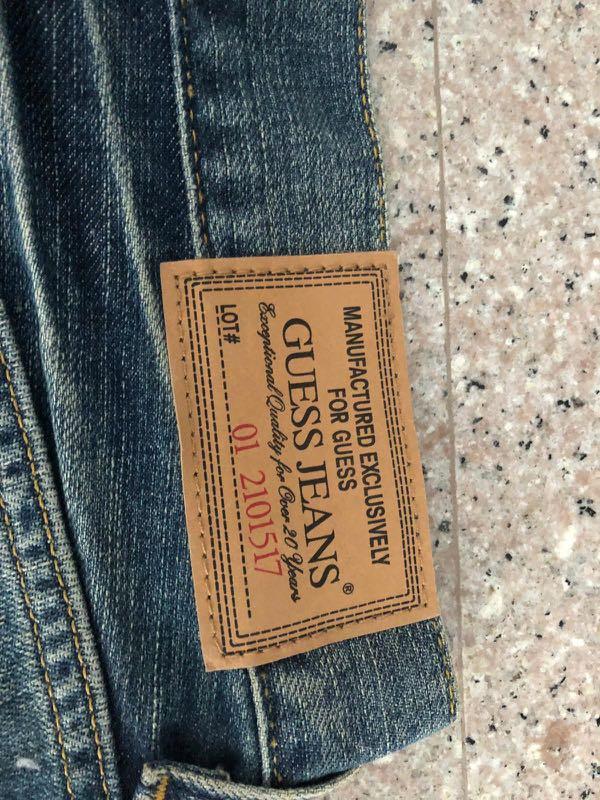 MANUFACTURED EXCLUSIVELY
FOR GUESS
GUESS JEANS®
Exceptional Quality for Over 20 Years
LOT# 01 2101517